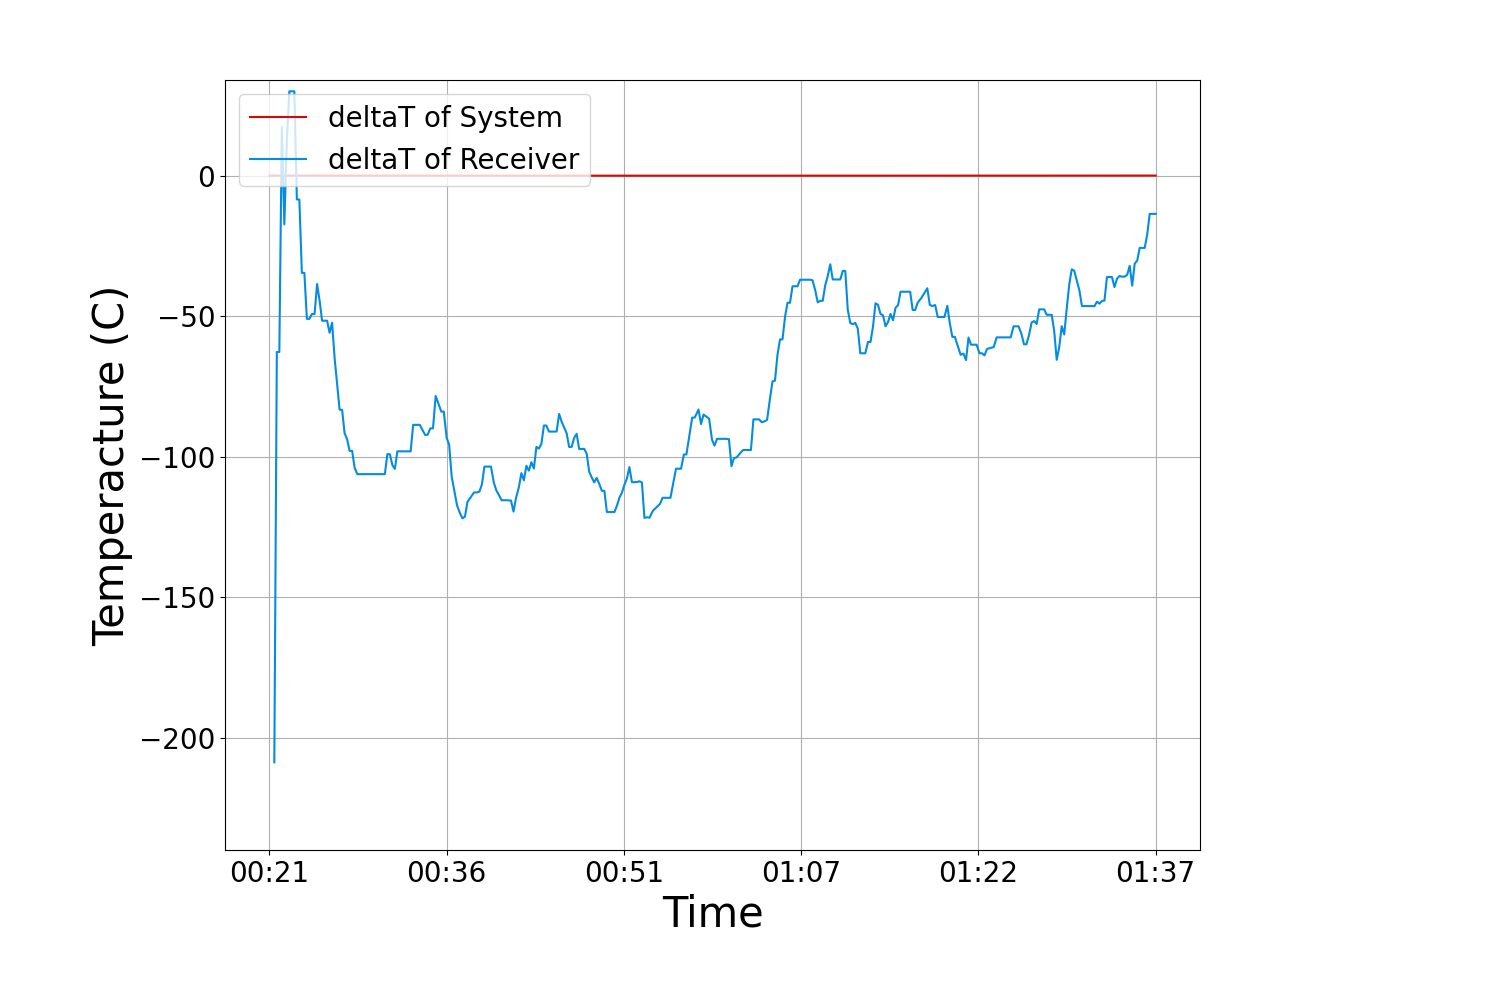 deltaT of System
deltaT of Receiver
0
−50
−100
−150
−200
Temperacture (C)
00:21 00:36 00:51 01:07 01:22 01:37
Time